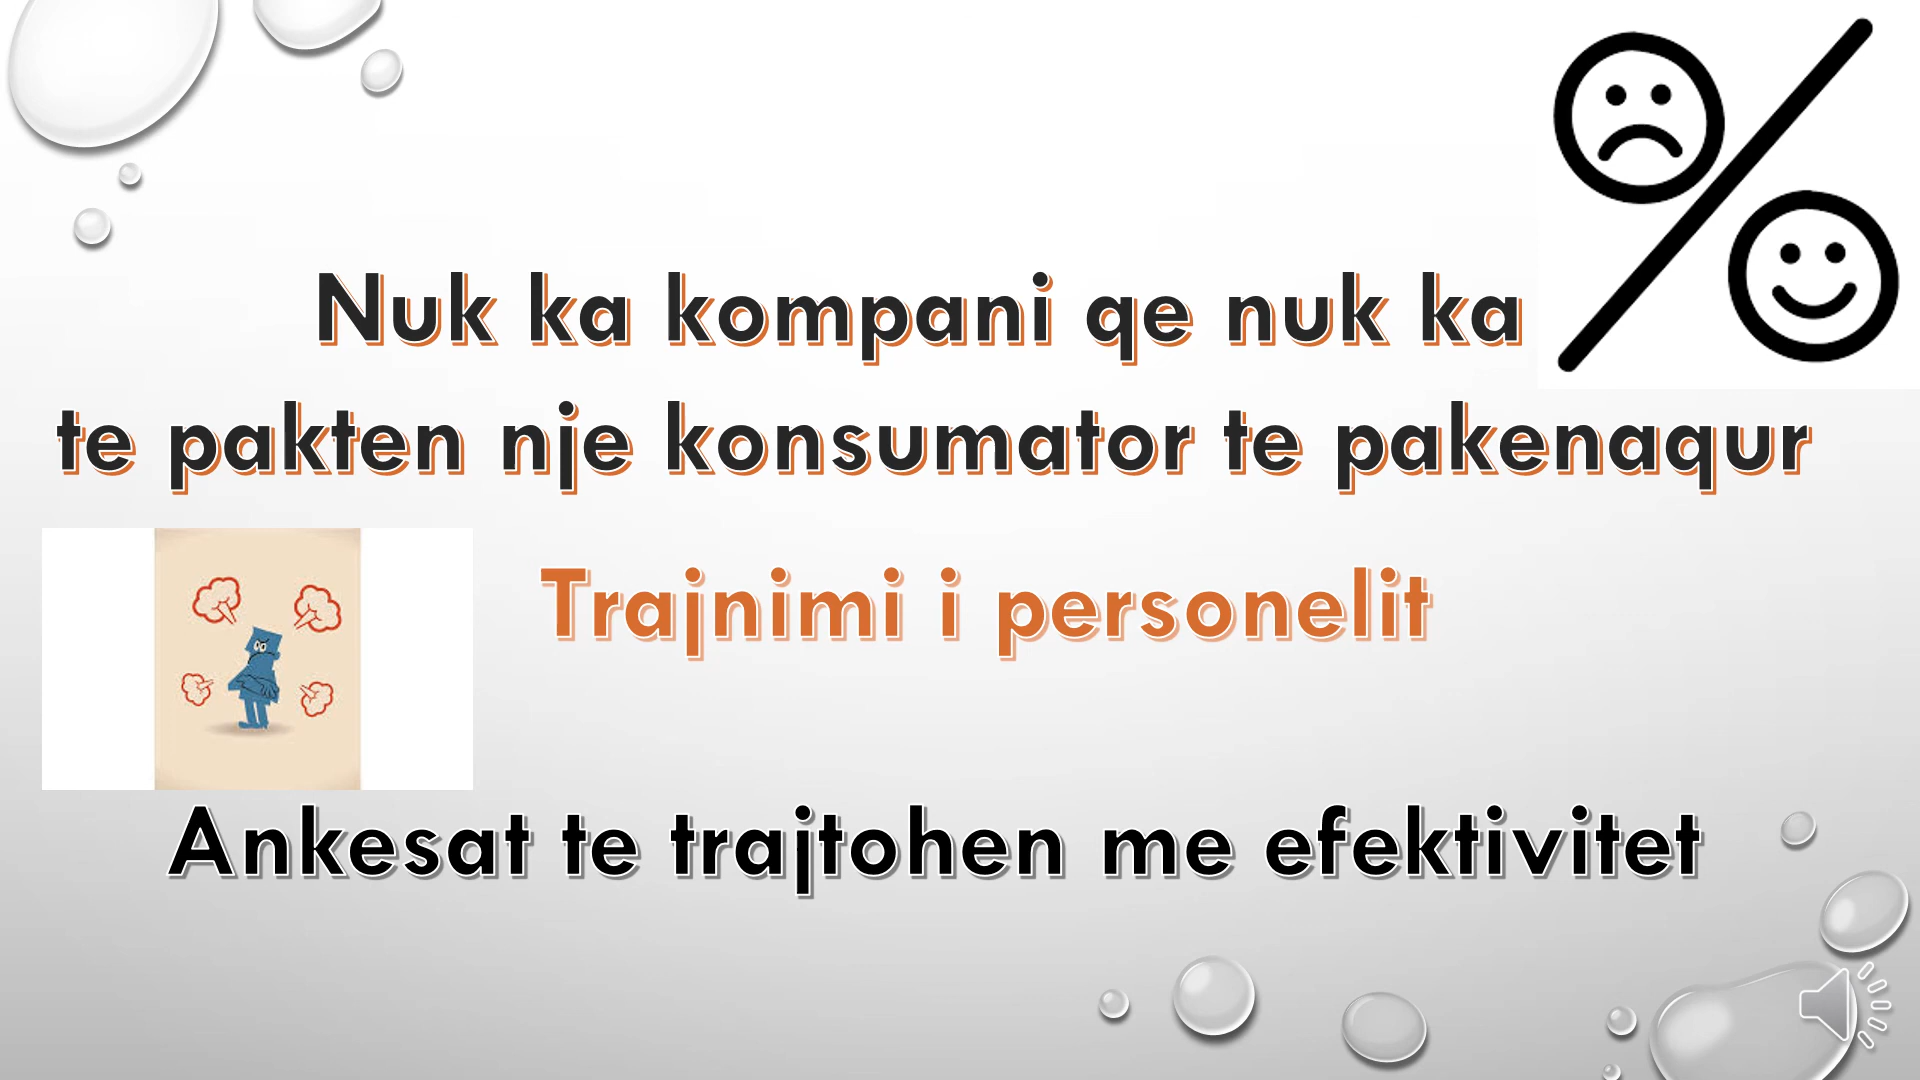 Nuk ka kompani qe nuk ka
te pakten nje konsumator te pakenaqur
Trajnimi i personelit
Ankesat te trajtohen me efektivitet